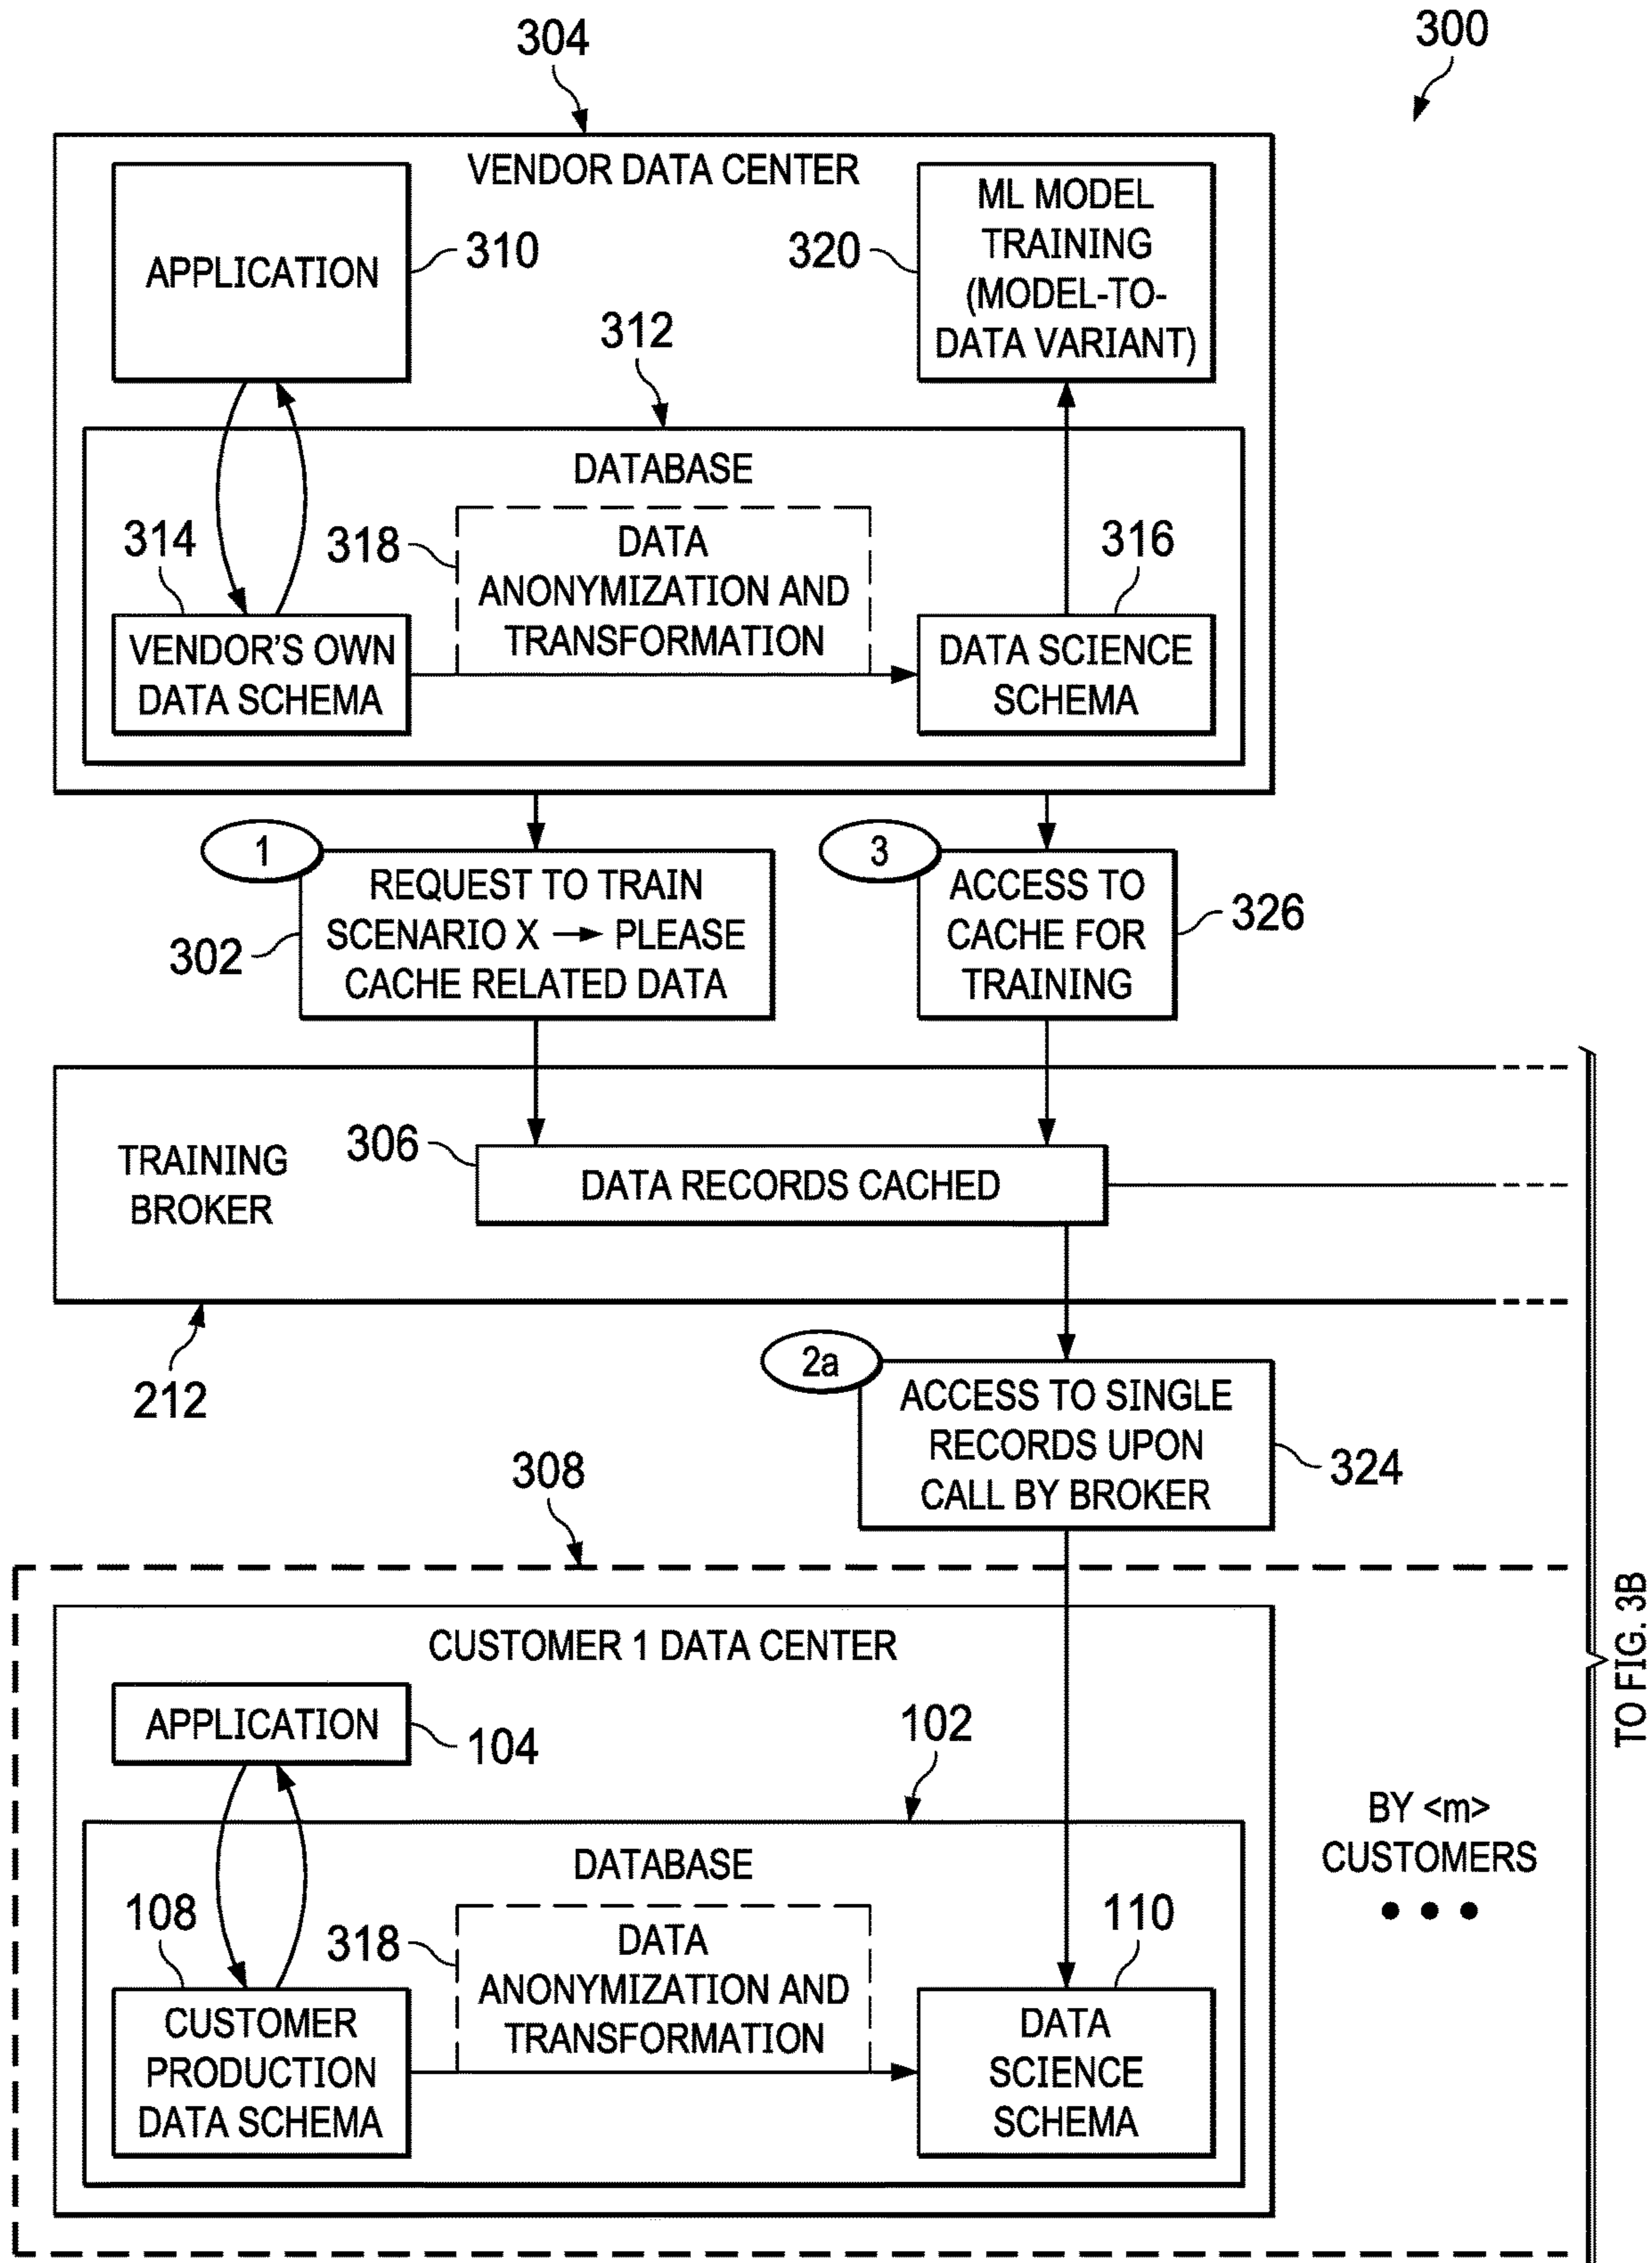 304
300
VENDOR DATA CENTER
APPLICATION
310
320
ML MODEL
TRAINING
(MODEL-TO-
DATA VARIANT)
312
DATABASE
314
318
DATA
ANONYMIZATION AND
TRANSFORMATION
316
VENDOR'S OWN
DATA SCHEMA
DATA SCIENCE
SCHEMA
1
REQUEST TO TRAIN
SCENARIO X → PLEASE
CACHE RELATED DATA
302
3
ACCESS TO
CACHE FOR
TRAINING
326
TRAINING
BROKER
306
DATA RECORDS CACHED
212
2a
ACCESS TO SINGLE
RECORDS UPON
CALL BY BROKER
324
308
CUSTOMER 1 DATA CENTER
APPLICATION
104
102
DATABASE
108
318
DATA
ANONYMIZATION AND
TRANSFORMATION
110
CUSTOMER
PRODUCTION
DATA SCHEMA
DATA
SCIENCE
SCHEMA
BY <m>
CUSTOMERS
• • •
TO FIG. 3B